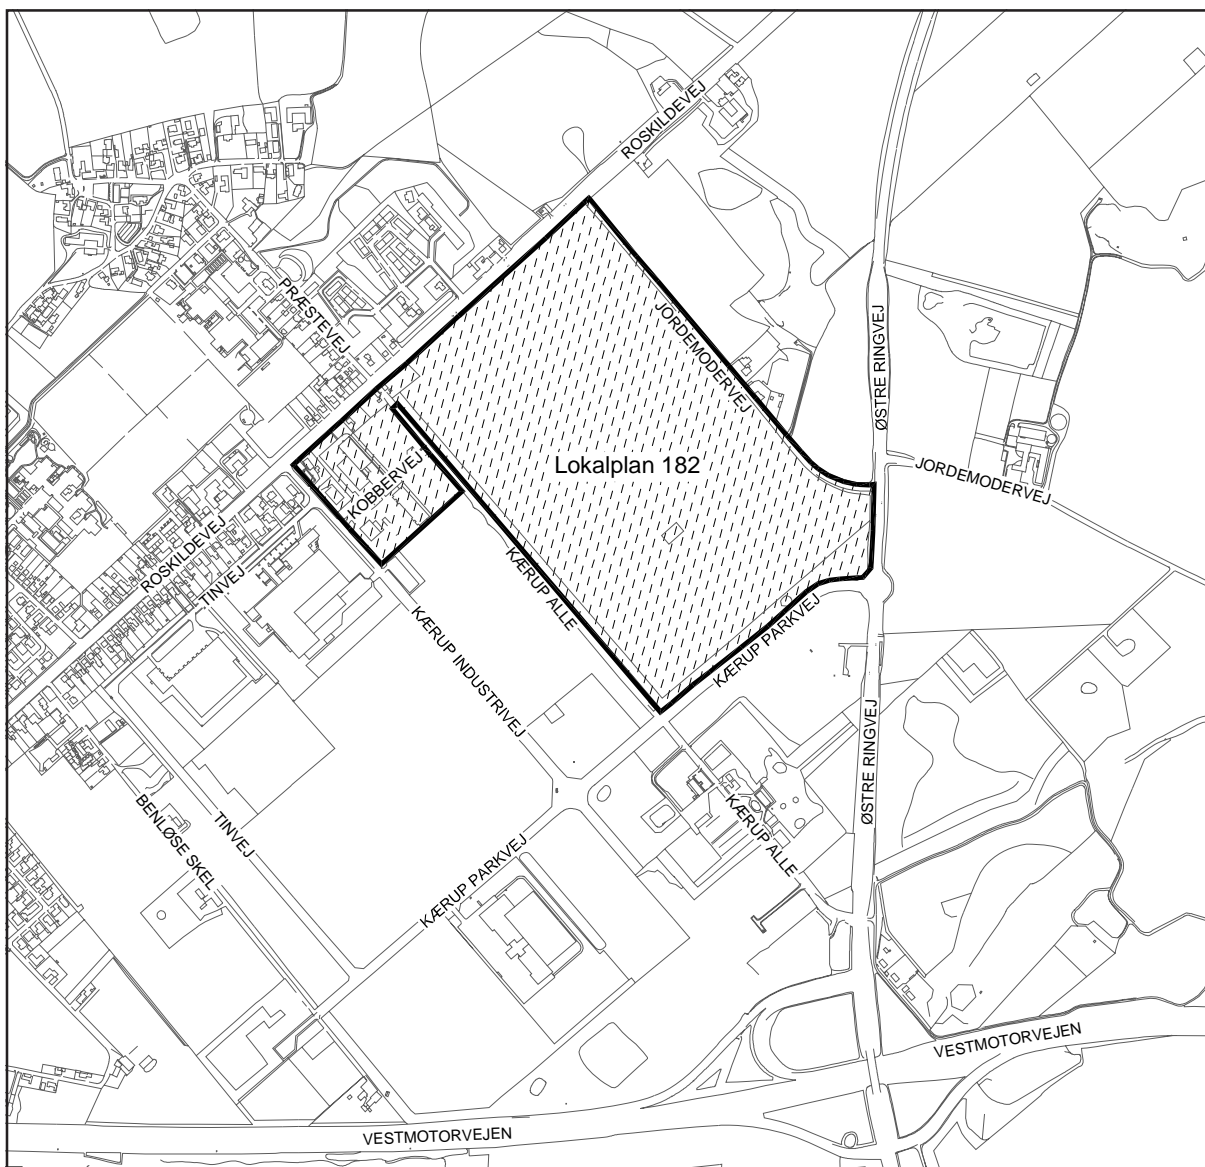 ROSKILDEVEJ
PRÆSTEVEJ
JORDEMODERVEJ
ØSTRE RINGVEJ
Lokalplan 182
KOBBERVEJ
JORDEMODERVEJ
ROSKILDEVEJ
TINVEJ
KÆRUP ALLE
KÆRUP PARKVEJ
KÆRUP INDUSTRIVEJ
ØSTRE RINGVEJ
BENLØSE SKEL
TINVEJ
KÆRUP ALLE
KÆRUP PARKVEJ
VESTMOTORVEJEN
VESTMOTORVEJEN